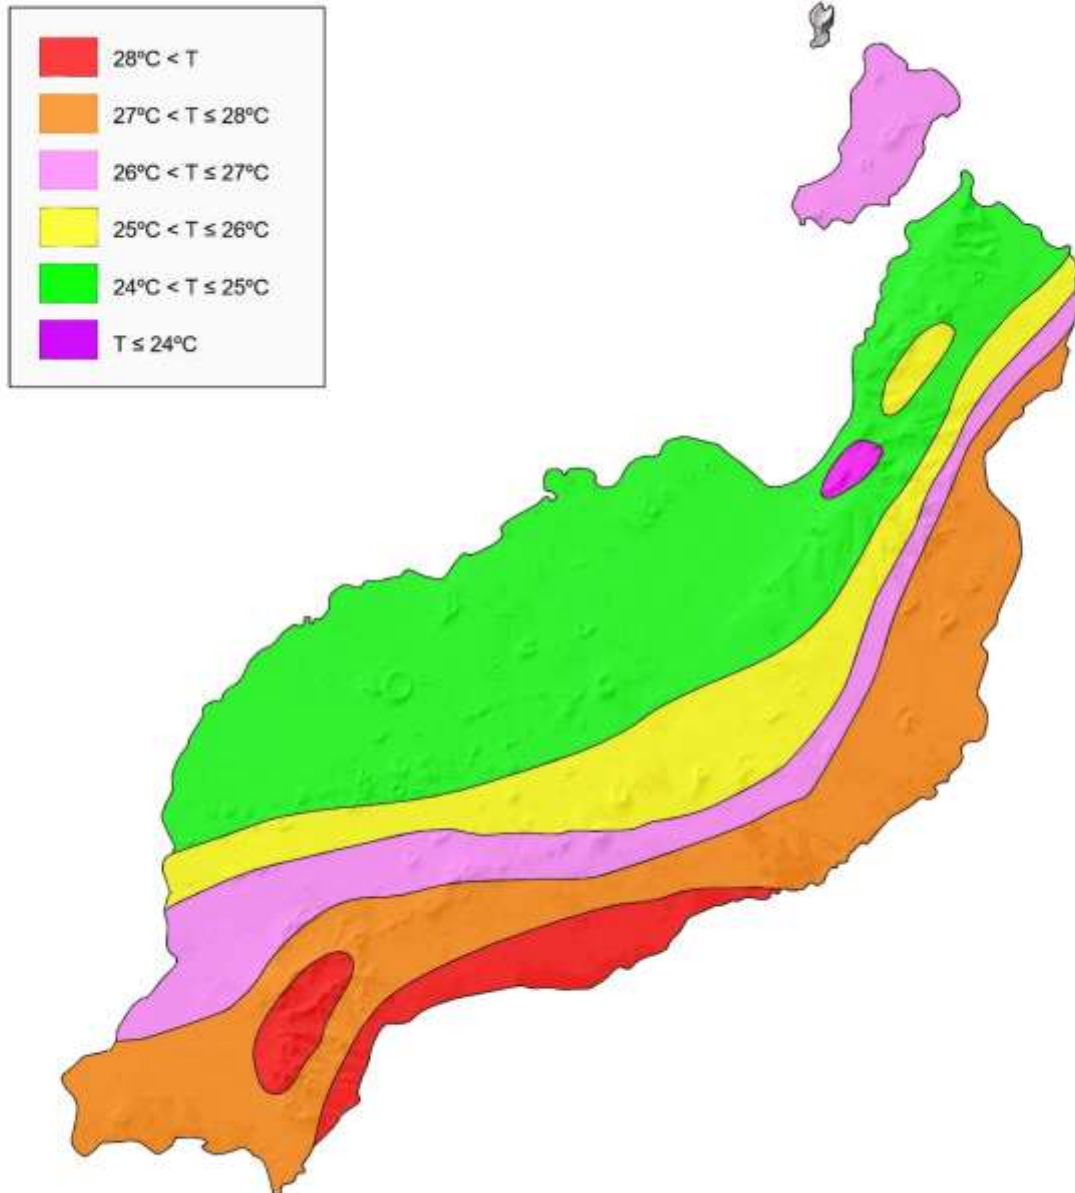 28ºC < T
27ºC < T ≤ 28ºC
26ºC < T ≤ 27ºC
25ºC < T ≤ 26ºC
24ºC < T ≤ 25ºC
T ≤ 24ºC